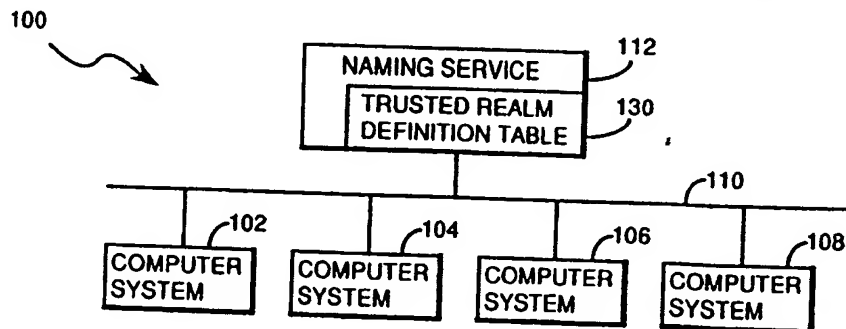 100
NAMING SERVICE
112
TRUSTED REALM
DEFINITION TABLE
130
110
102
104
106
108
COMPUTER
SYSTEM
COMPUTER
SYSTEM
COMPUTER
SYSTEM
COMPUTER
SYSTEM